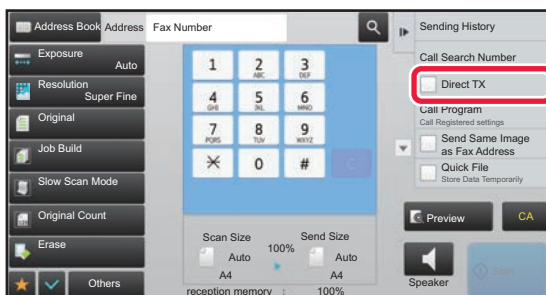 Address Book
Address
Fax Number
Exposure
Auto
Resolution
Super Fine
Original
Job Build
Slow Scan Mode
Original Count
Erase
Others
1
2
ABC
3
DEF
4
GHI
5
JKL
6
MNO
7
PQRS
8
TUV
9
WXYZ
0
#
C
Scan Size
100%
Send Size
Auto
A4
Auto
A4
reception memory : 100%
Sending History
Call Search Number
Direct TX
Call Program
Call Registered settings
Send Same Image
as Fax Address
Quick File
Store Data Temporarily
Preview
CA
Speaker
Start